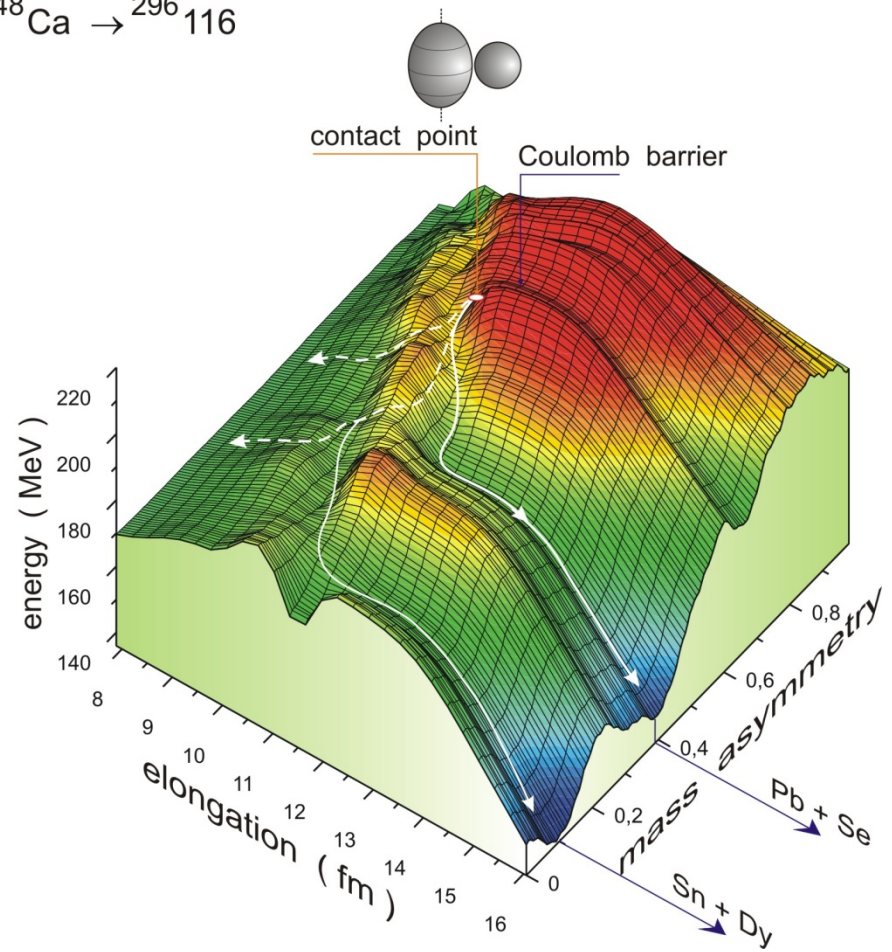 ⁴⁸Ca → ²⁹⁶116
contact point
Coulomb barrier
energy ( MeV )
220
200
180
160
140
8
9
10
11
12
13
14
15
16
elongation ( fm )
0
0,2
0,4
0,6
0,8
mass asymmetry
Pb + Se
Sn + Dy